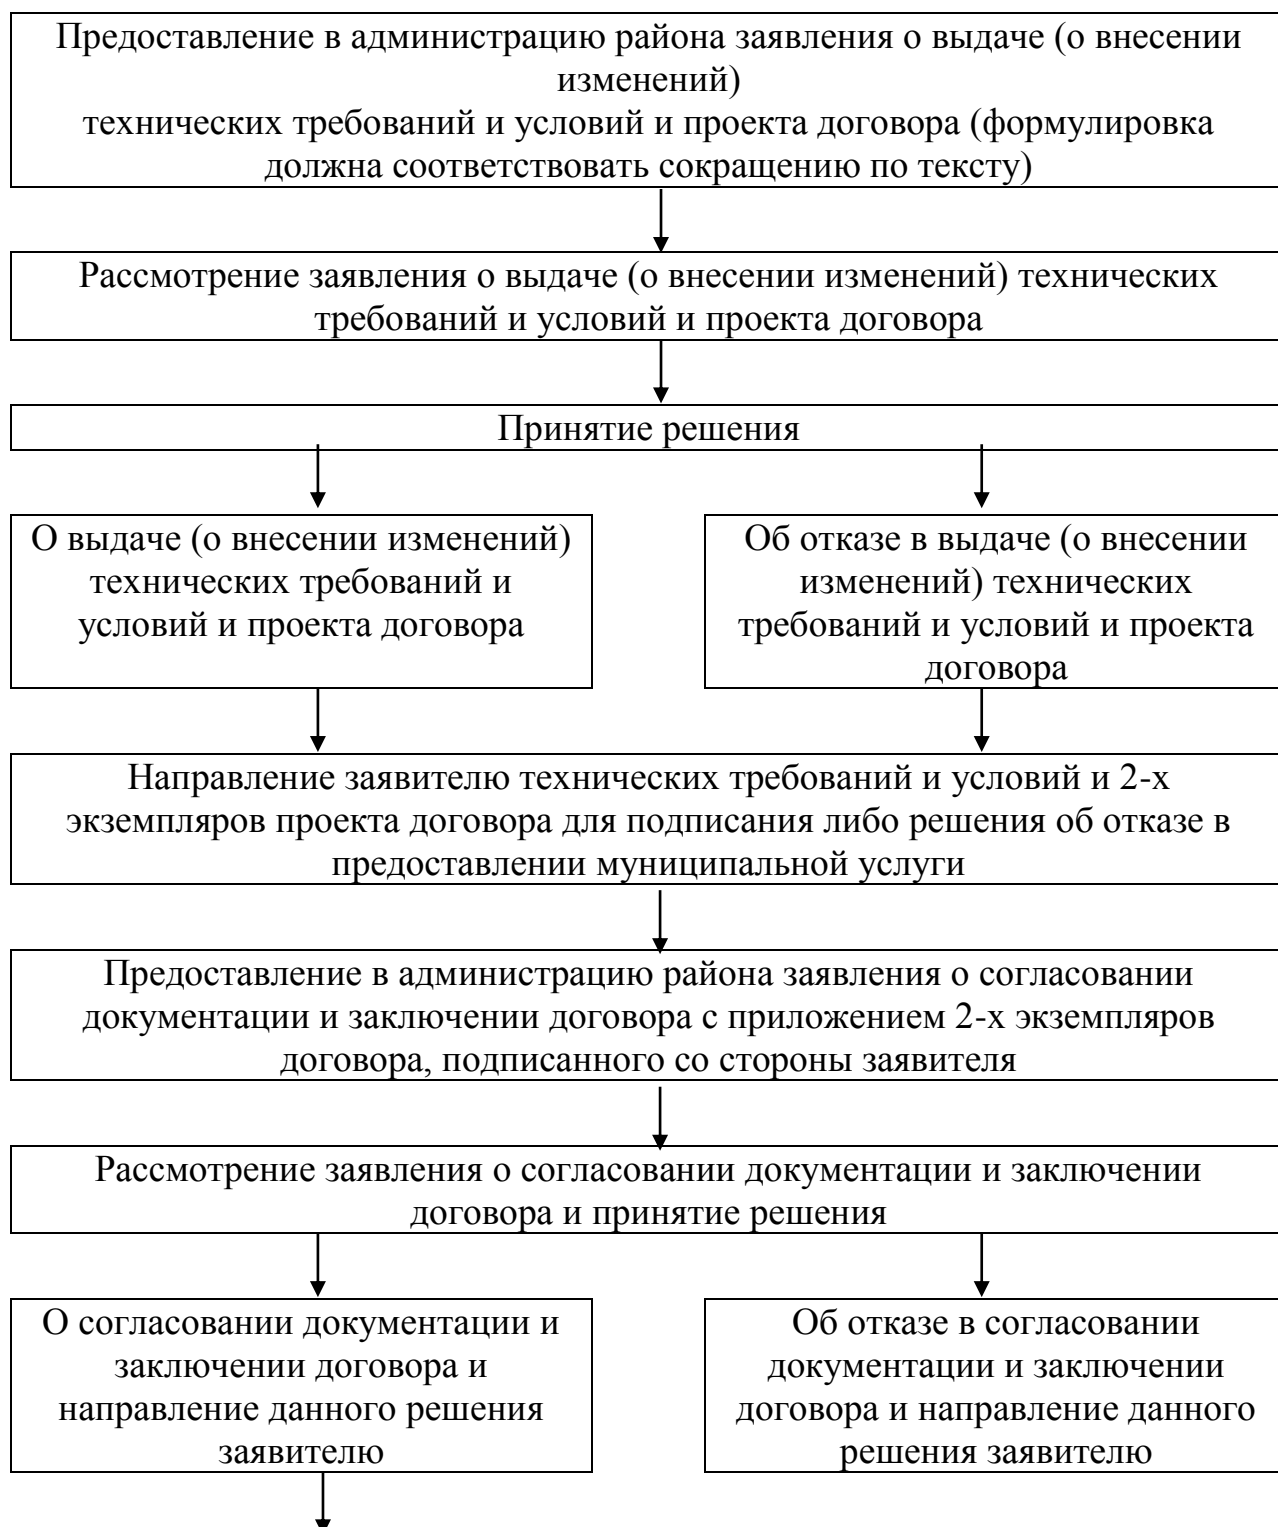 Предоставление в администрацию района заявления о выдаче (о внесении
изменений)
технических требований и условий и проекта договора (формулировка
должна соответствовать сокращению по тексту)
Рассмотрение заявления о выдаче (о внесении изменений) технических
требований и условий и проекта договора
Принятие решения
О выдаче (о внесении изменений)
технических требований и
условий и проекта договора
Об отказе в выдаче (о внесении
изменений) технических
требований и условий и проекта
договора
Направление заявителю технических требований и условий и 2-х
экземпляров проекта договора для подписания либо решения об отказе в
предоставлении муниципальной услуги
Предоставление в администрацию района заявления о согласовании
документации и заключении договора с приложением 2-х экземпляров
договора, подписанного со стороны заявителя
Рассмотрение заявления о согласовании документации и заключении
договора и принятие решения
О согласовании документации и
заключении договора и
направление данного решения
заявителю
Об отказе в согласовании
документации и заключении
договора и направление данного
решения заявителю